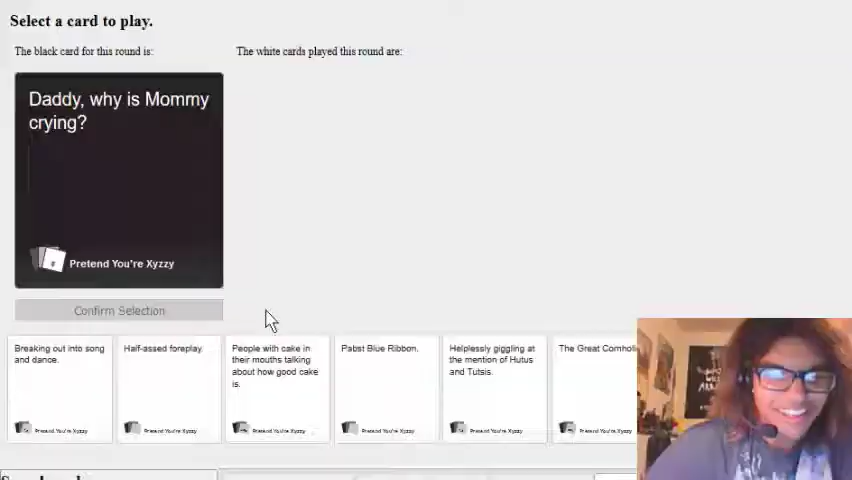 Select a card to play.
The black card for this round is:
The white cards played this round are:
Daddy, why is Mommy
crying?
Pretend You're Xyzzy
Confirm Selection
Breaking out into song
and dance.
Pretend You're Xyzzy
Half-assed foreplay.
Pretend You're Xyzzy
People with cake in
their mouths talking
about how good cake
is.
Pretend You're Xyzzy
Pabst Blue Ribbon.
Pretend You're Xyzzy
Helplessly giggling at
the mention of Hutus
and Tutsis.
Pretend You're Xyzzy
The Great Cornholi
Pretend You're Xyzzy